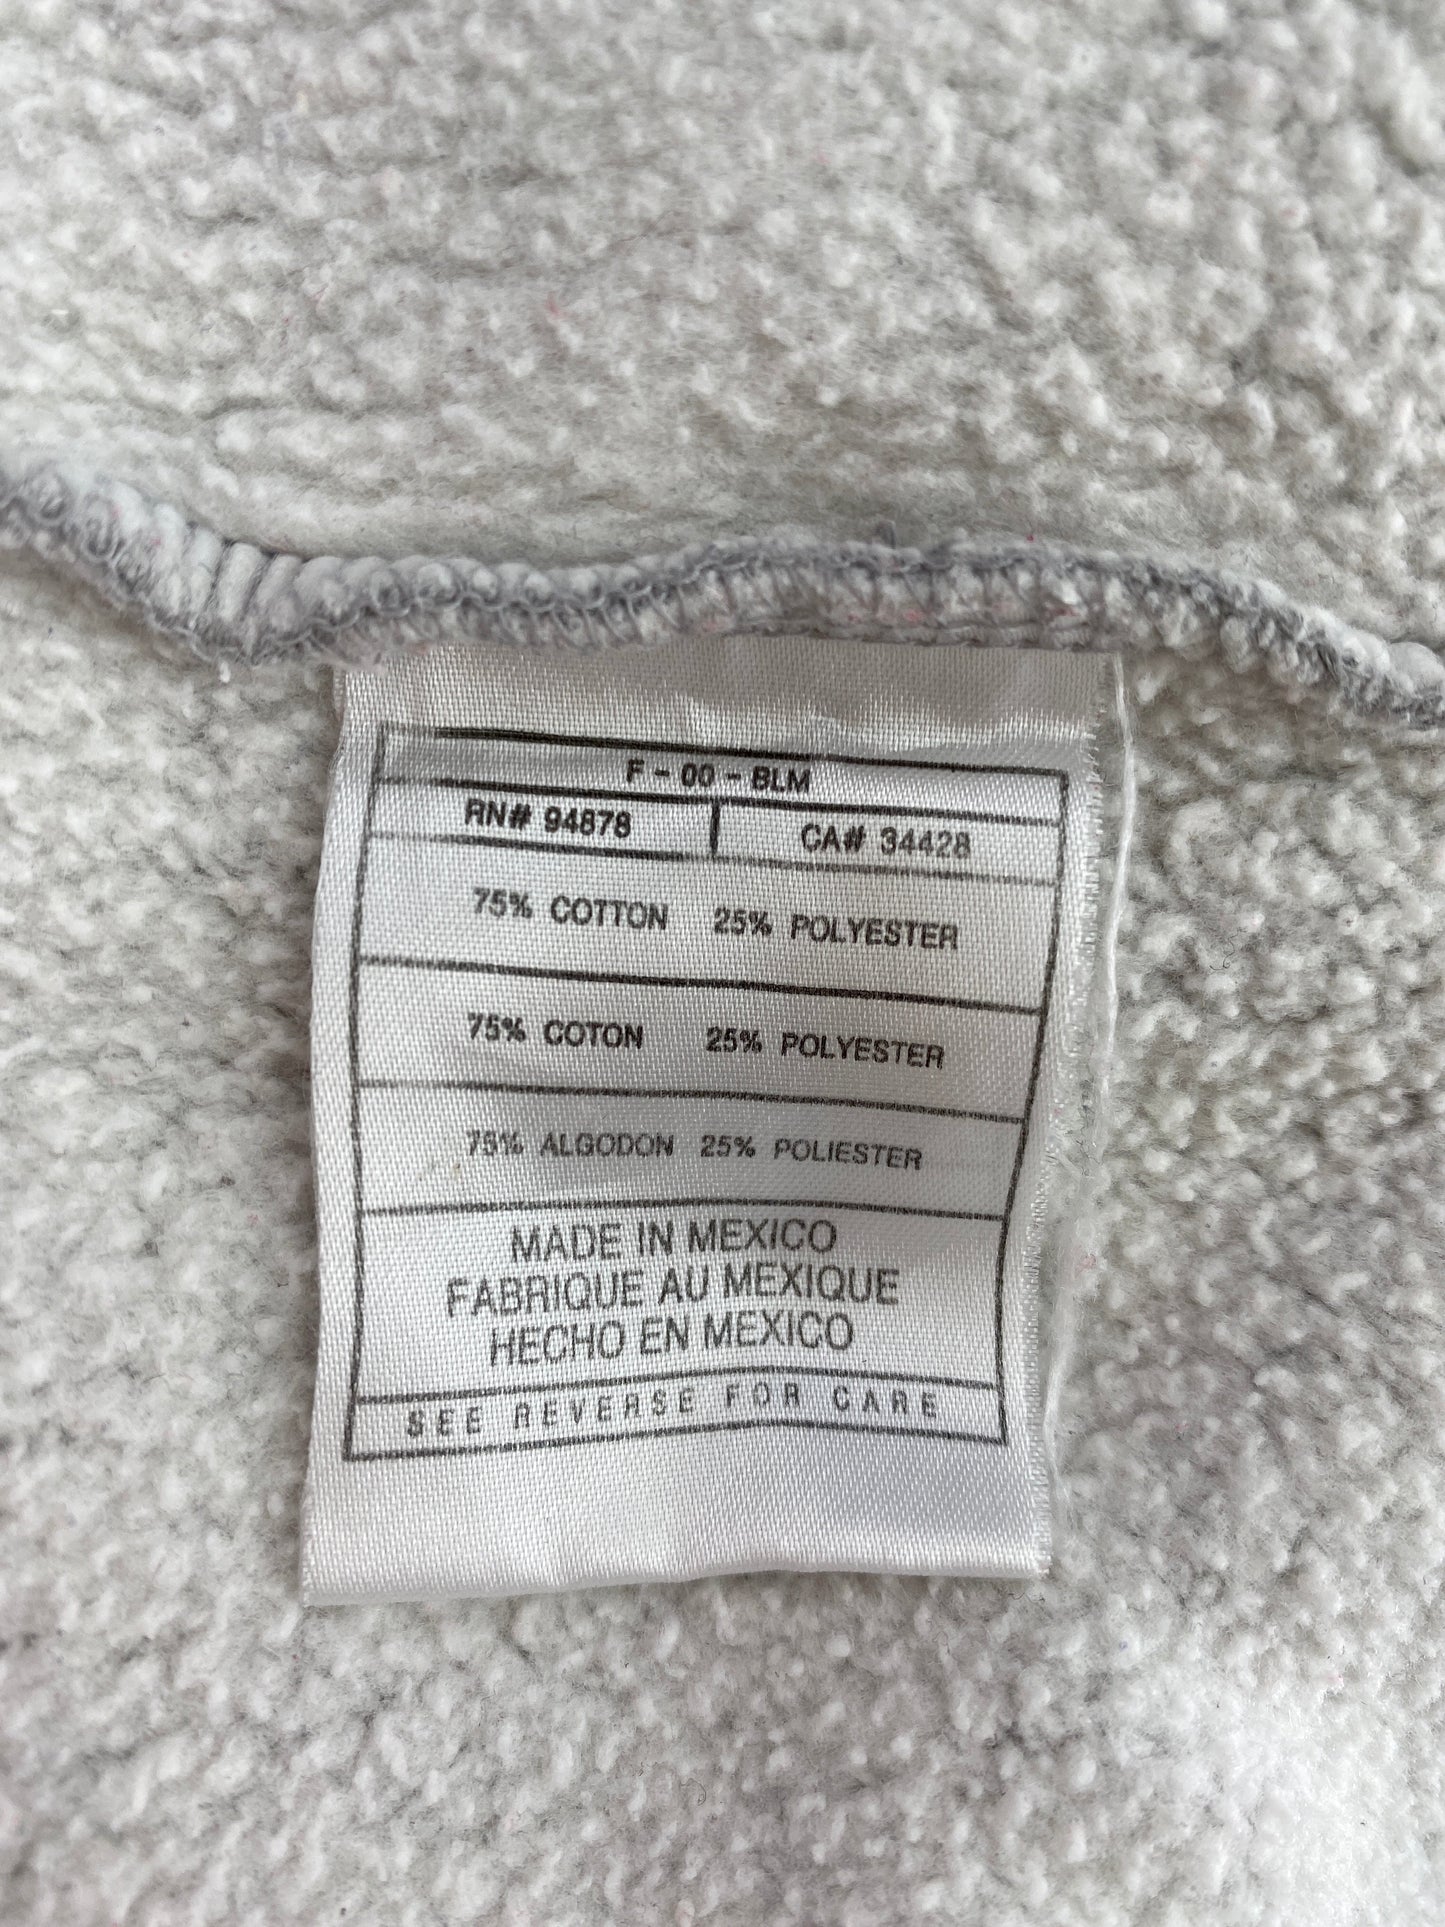 F - 00 - BLM
RN# 94878 CA# 34428
75% COTTON 25% POLYESTER
75% COTON 25% POLYESTER
75% ALGODON 25% POLIESTER
MADE IN MEXICO
FABRIQUE AU MEXIQUE
HECHO EN MEXICO
SEE REVERSE FOR CARE